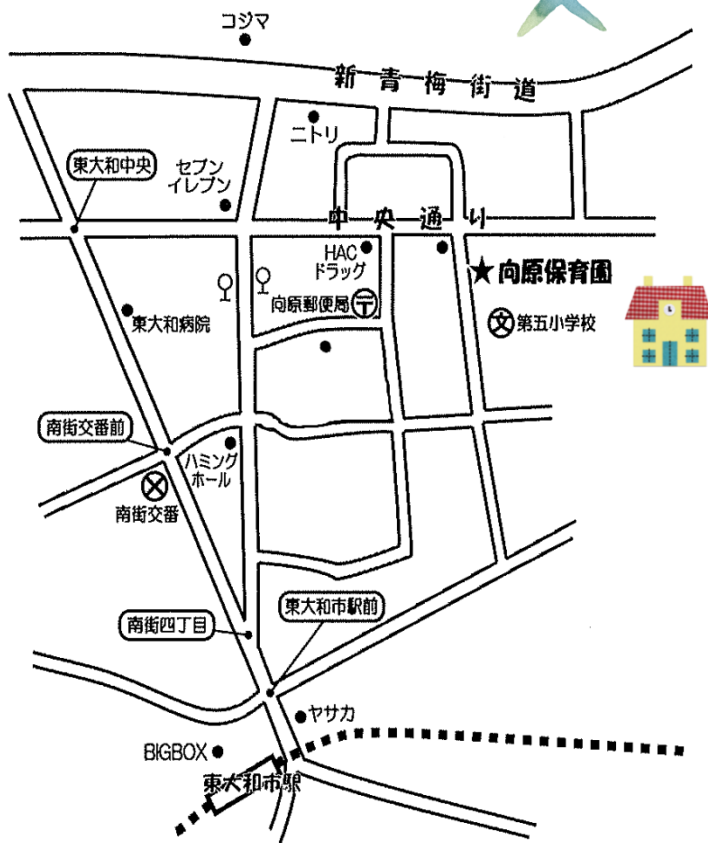 コジマ
新青梅街道
ニトリ
東大和中央
セブン
イレブン
中央通り
HAC
ドラッグ
★向原保育園
向原郵便局〒
東大和病院
文 第五小学校
南街交番前
ハミング
ホール
南街交番
東大和市駅前
南街四丁目
ヤサカ
BIGBOX
東大和市駅